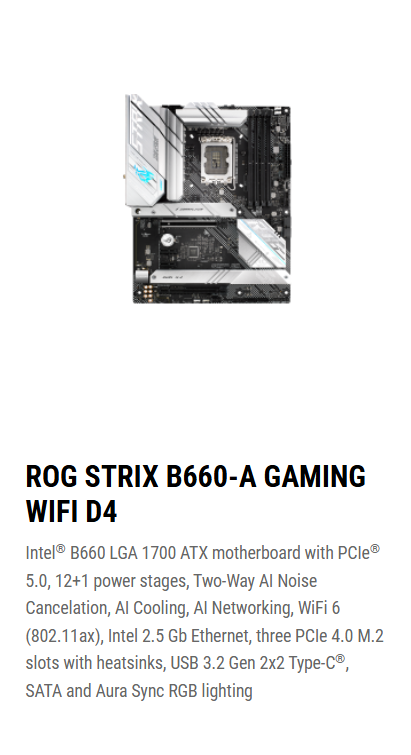 ROG STRIX B660-A GAMING
WIFI D4
Intel® B660 LGA 1700 ATX motherboard with PCIe®
5.0, 12+1 power stages, Two-Way AI Noise
Cancelation, AI Cooling, AI Networking, WiFi 6
(802.11ax), Intel 2.5 Gb Ethernet, three PCIe 4.0 M.2
slots with heatsinks, USB 3.2 Gen 2x2 Type-C®,
SATA and Aura Sync RGB lighting